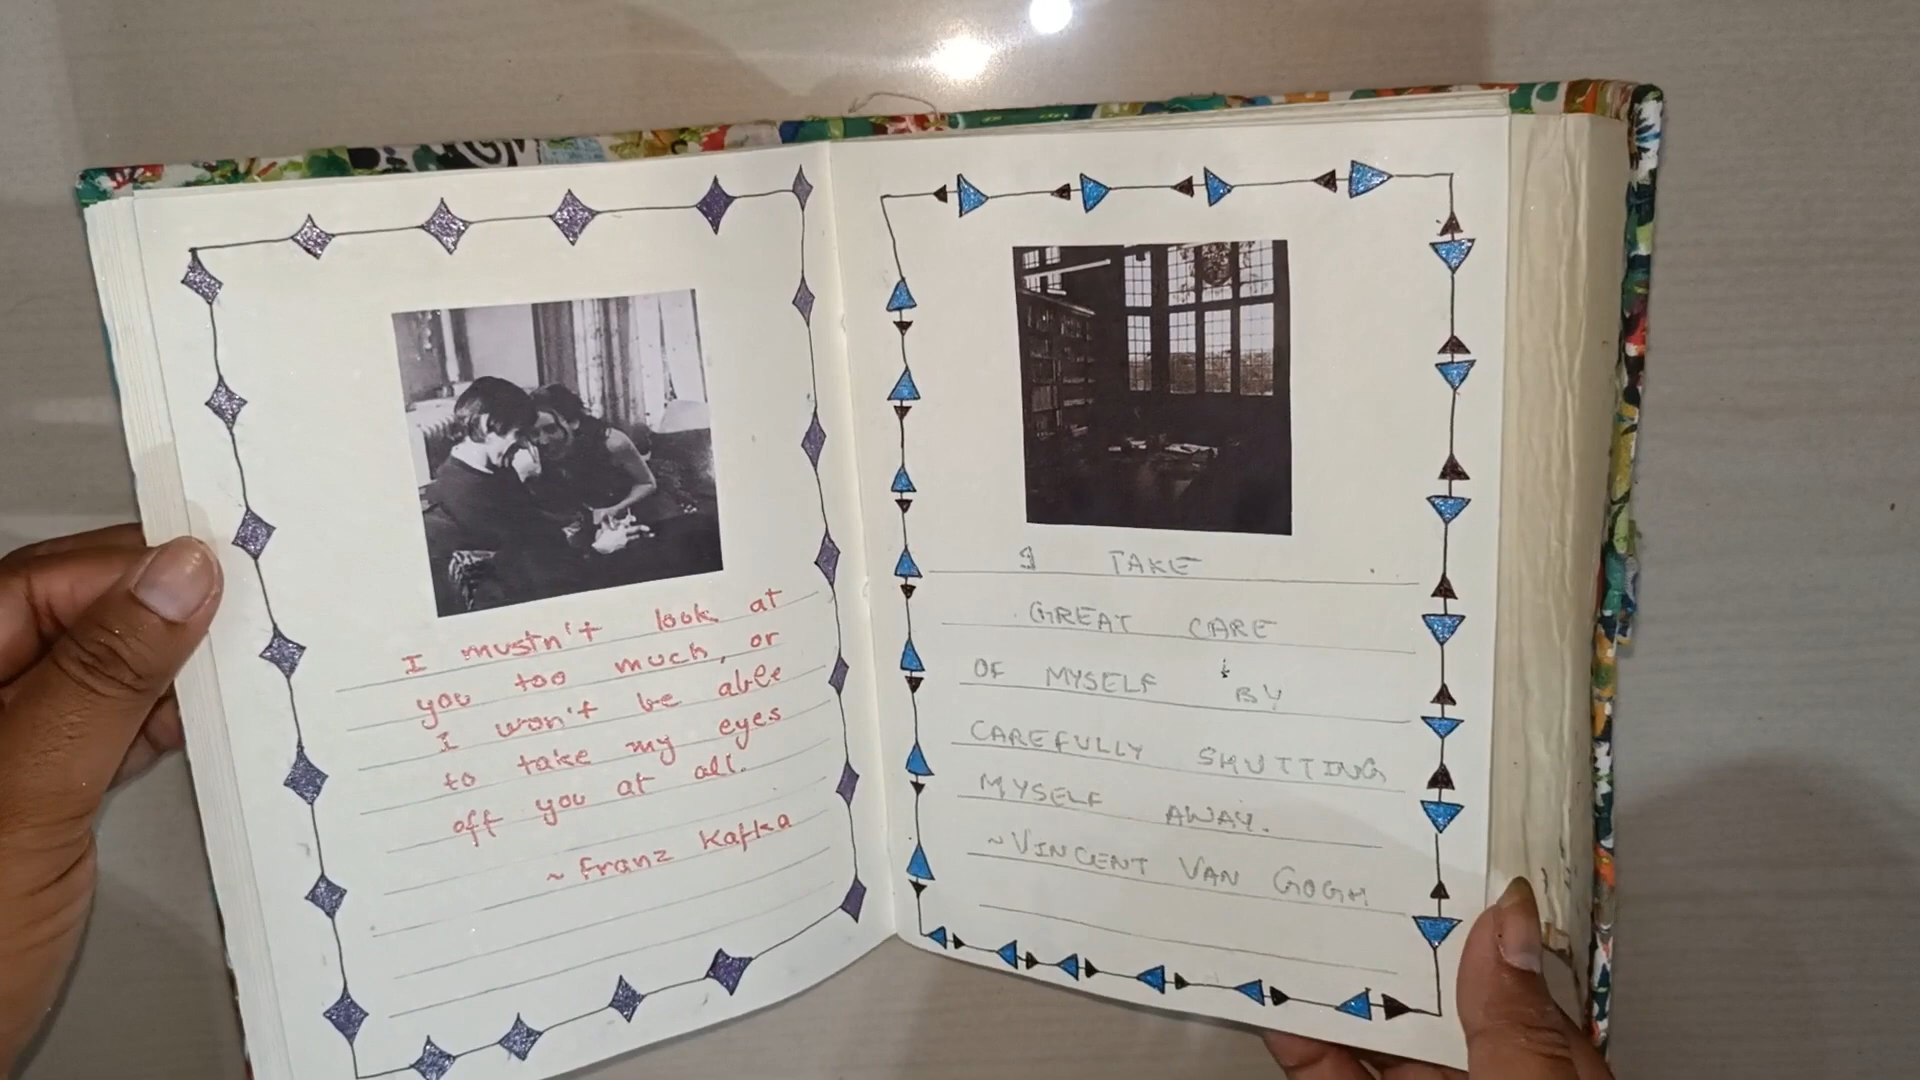 I mustn't look at
you too much, or
I won't be able
to take my eyes
off you at all.
~ Franz Kafka
I TAKE
GREAT CARE
OF MYSELF BY
CAREFULLY SHUTTING
MYSELF AWAY.
~ VINCENT VAN GOGH